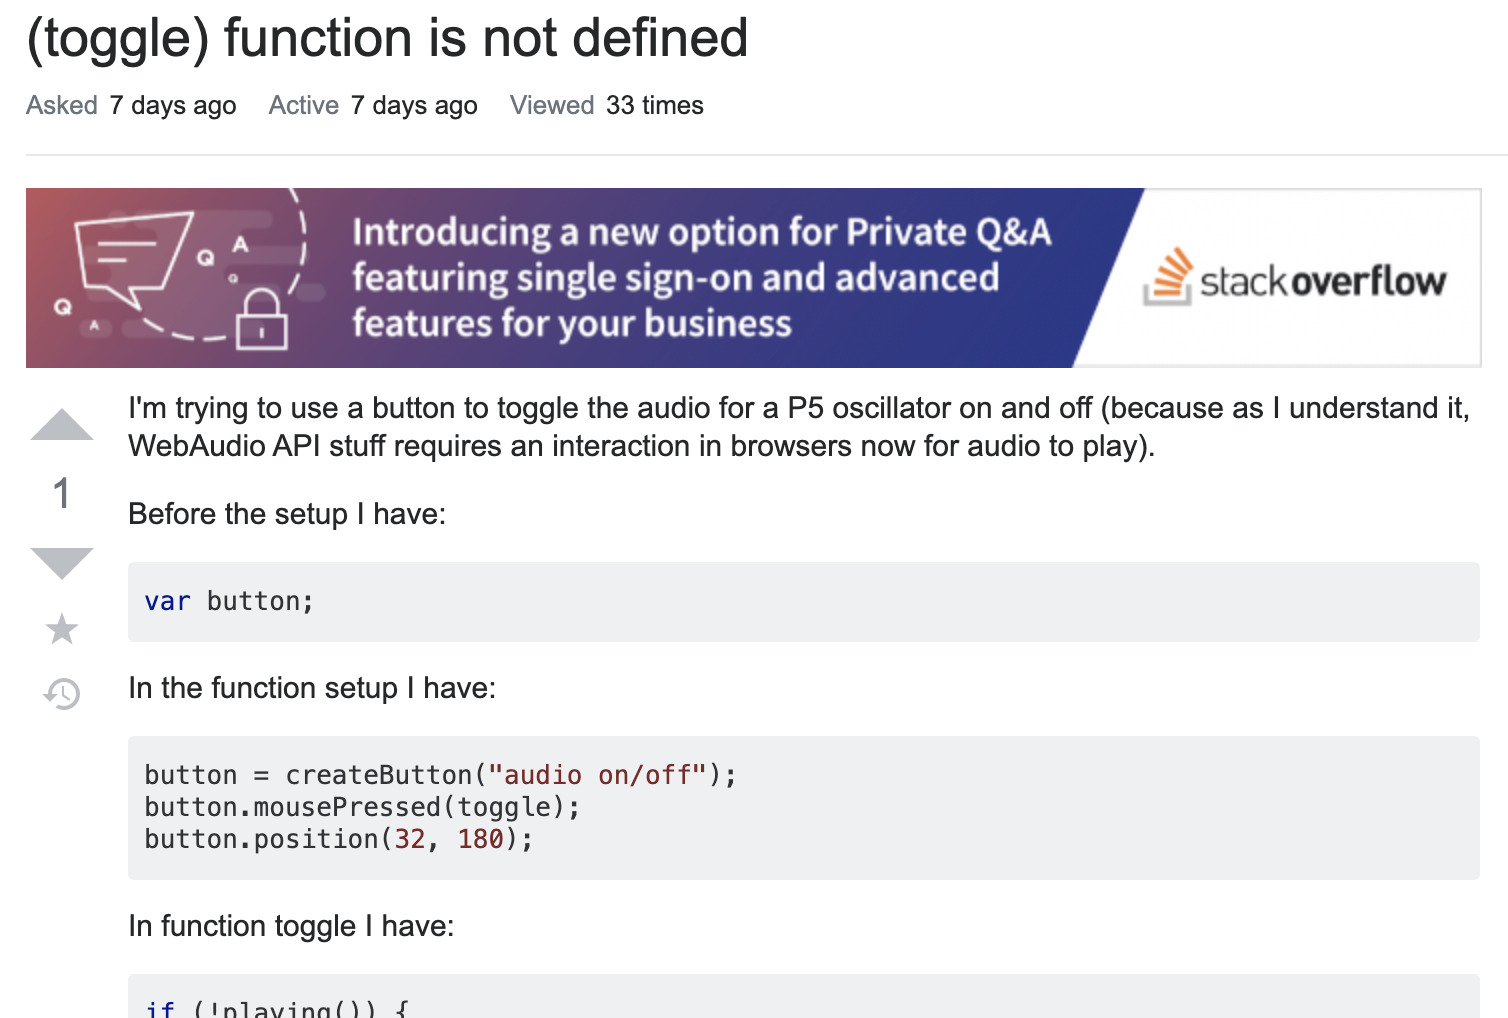 (toggle) function is not defined
Asked 7 days ago Active 7 days ago Viewed 33 times
Introducing a new option for Private Q&A
featuring single sign-on and advanced
features for your business
Q A Q Q A
stackoverflow
I'm trying to use a button to toggle the audio for a P5 oscillator on and off (because as I understand it,
WebAudio API stuff requires an interaction in browsers now for audio to play).
1
Before the setup I have:
var button;
In the function setup I have:
button = createButton("audio on/off");
button.mousePressed(toggle);
button.position(32, 180);
In function toggle I have:
if (!playing()) {